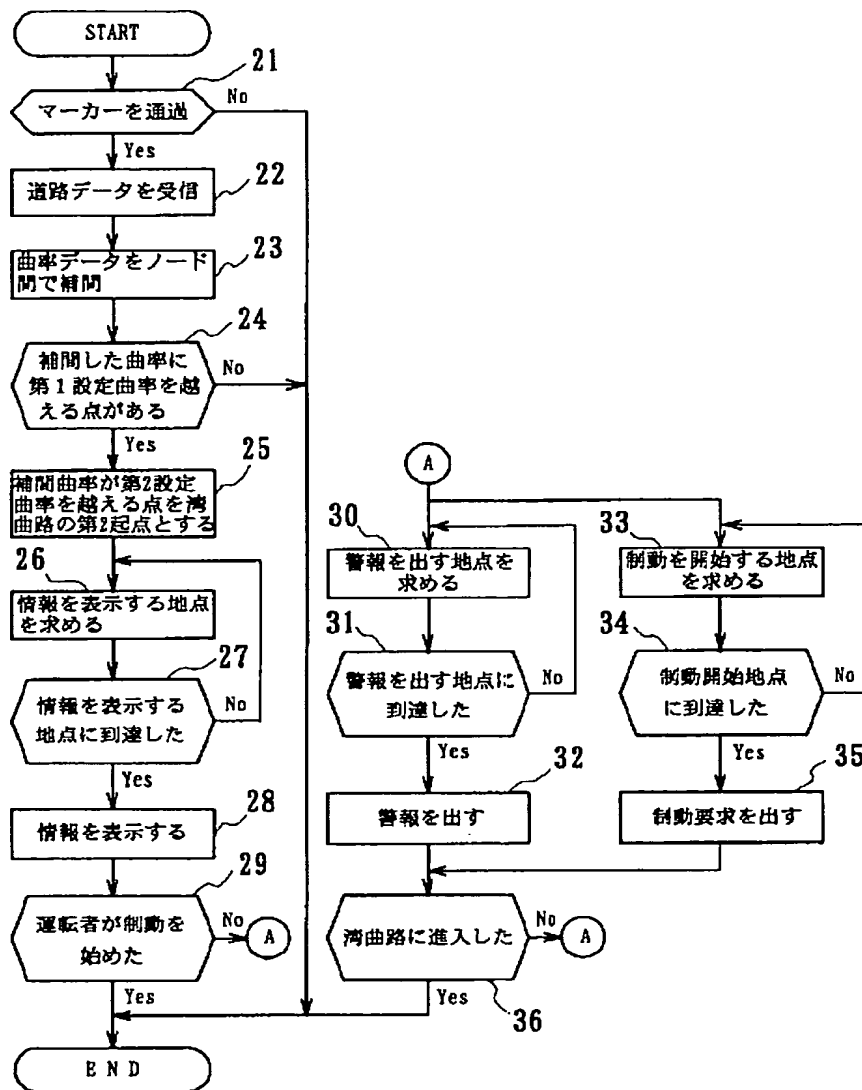 START
21
マーカーを通過
No
Yes
道路データを受信
22
曲率データをノード
間で補間
23
24
補間した曲率に
第1設定曲率を越
える点がある
No
Yes
25
補間曲率が第2設定
曲率を越える点を湾
曲路の第2起点とする
26
情報を表示する地点
を求める
27
情報を表示する
地点に到達した
No
Yes
情報を表示する
28
29
運転者が制動を
始めた
No
A
Yes
END
A
30
警報を出す地点を
求める
31
警報を出す地点に
到達した
No
Yes
32
警報を出す
33
制動を開始する地点
を求める
34
制動開始地点
に到達した
No
Yes
35
制動要求を出す
湾曲路に進入した
No
A
Yes
36